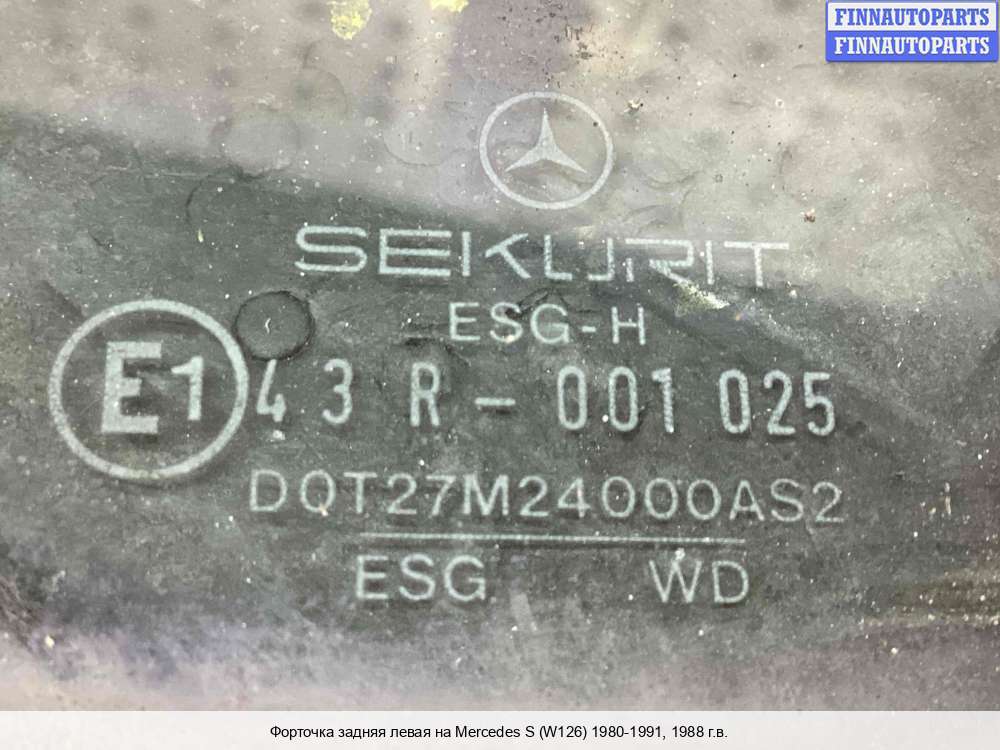 FINNAUTOPARTS
FINNAUTOPARTS
SEKURIT
ESG-H
E1 43 R - 001 025
DOT27M24000AS2
ESG WD
Форточка задняя левая на Mercedes S (W126) 1980-1991, 1988 г.в.